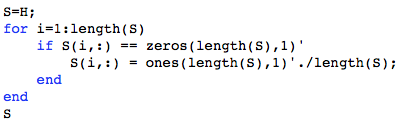 S=H;
for i=1:length(S)
    if S(i,:) == zeros(length(S),1)'
        S(i,:) = ones(length(S),1)'./length(S);
    end
end
S